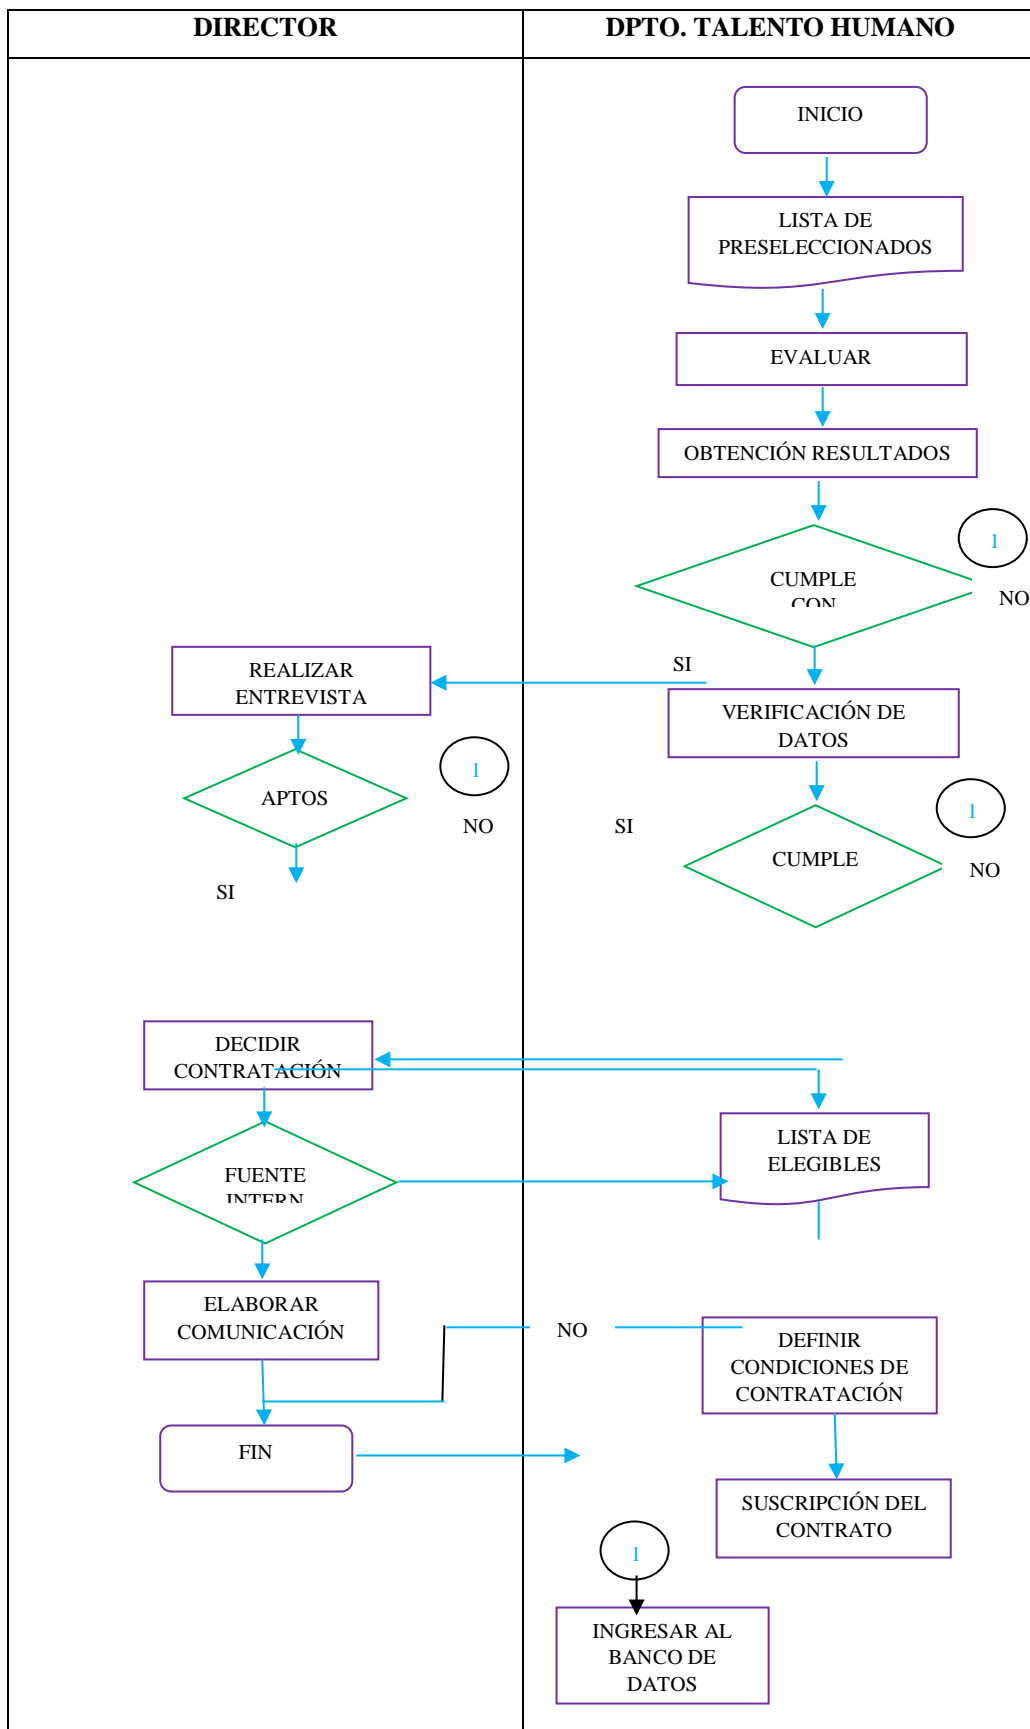 DIRECTOR
DPTO. TALENTO HUMANO
INICIO
LISTA DE
PRESELECCIONADOS
EVALUAR
OBTENCIÓN RESULTADOS
1
CUMPLE
CON
NO
SI
REALIZAR
ENTREVISTA
VERIFICACIÓN DE
DATOS
1
APTOS
NO
SI
1
CUMPLE
NO
SI
DECIDIR
CONTRATACIÓN
LISTA DE
ELEGIBLES
FUENTE
INTERN
ELABORAR
COMUNICACIÓN
NO
DEFINIR
CONDICIONES DE
CONTRATACIÓN
FIN
SUSCRIPCIÓN DEL
CONTRATO
1
INGRESAR AL
BANCO DE
DATOS